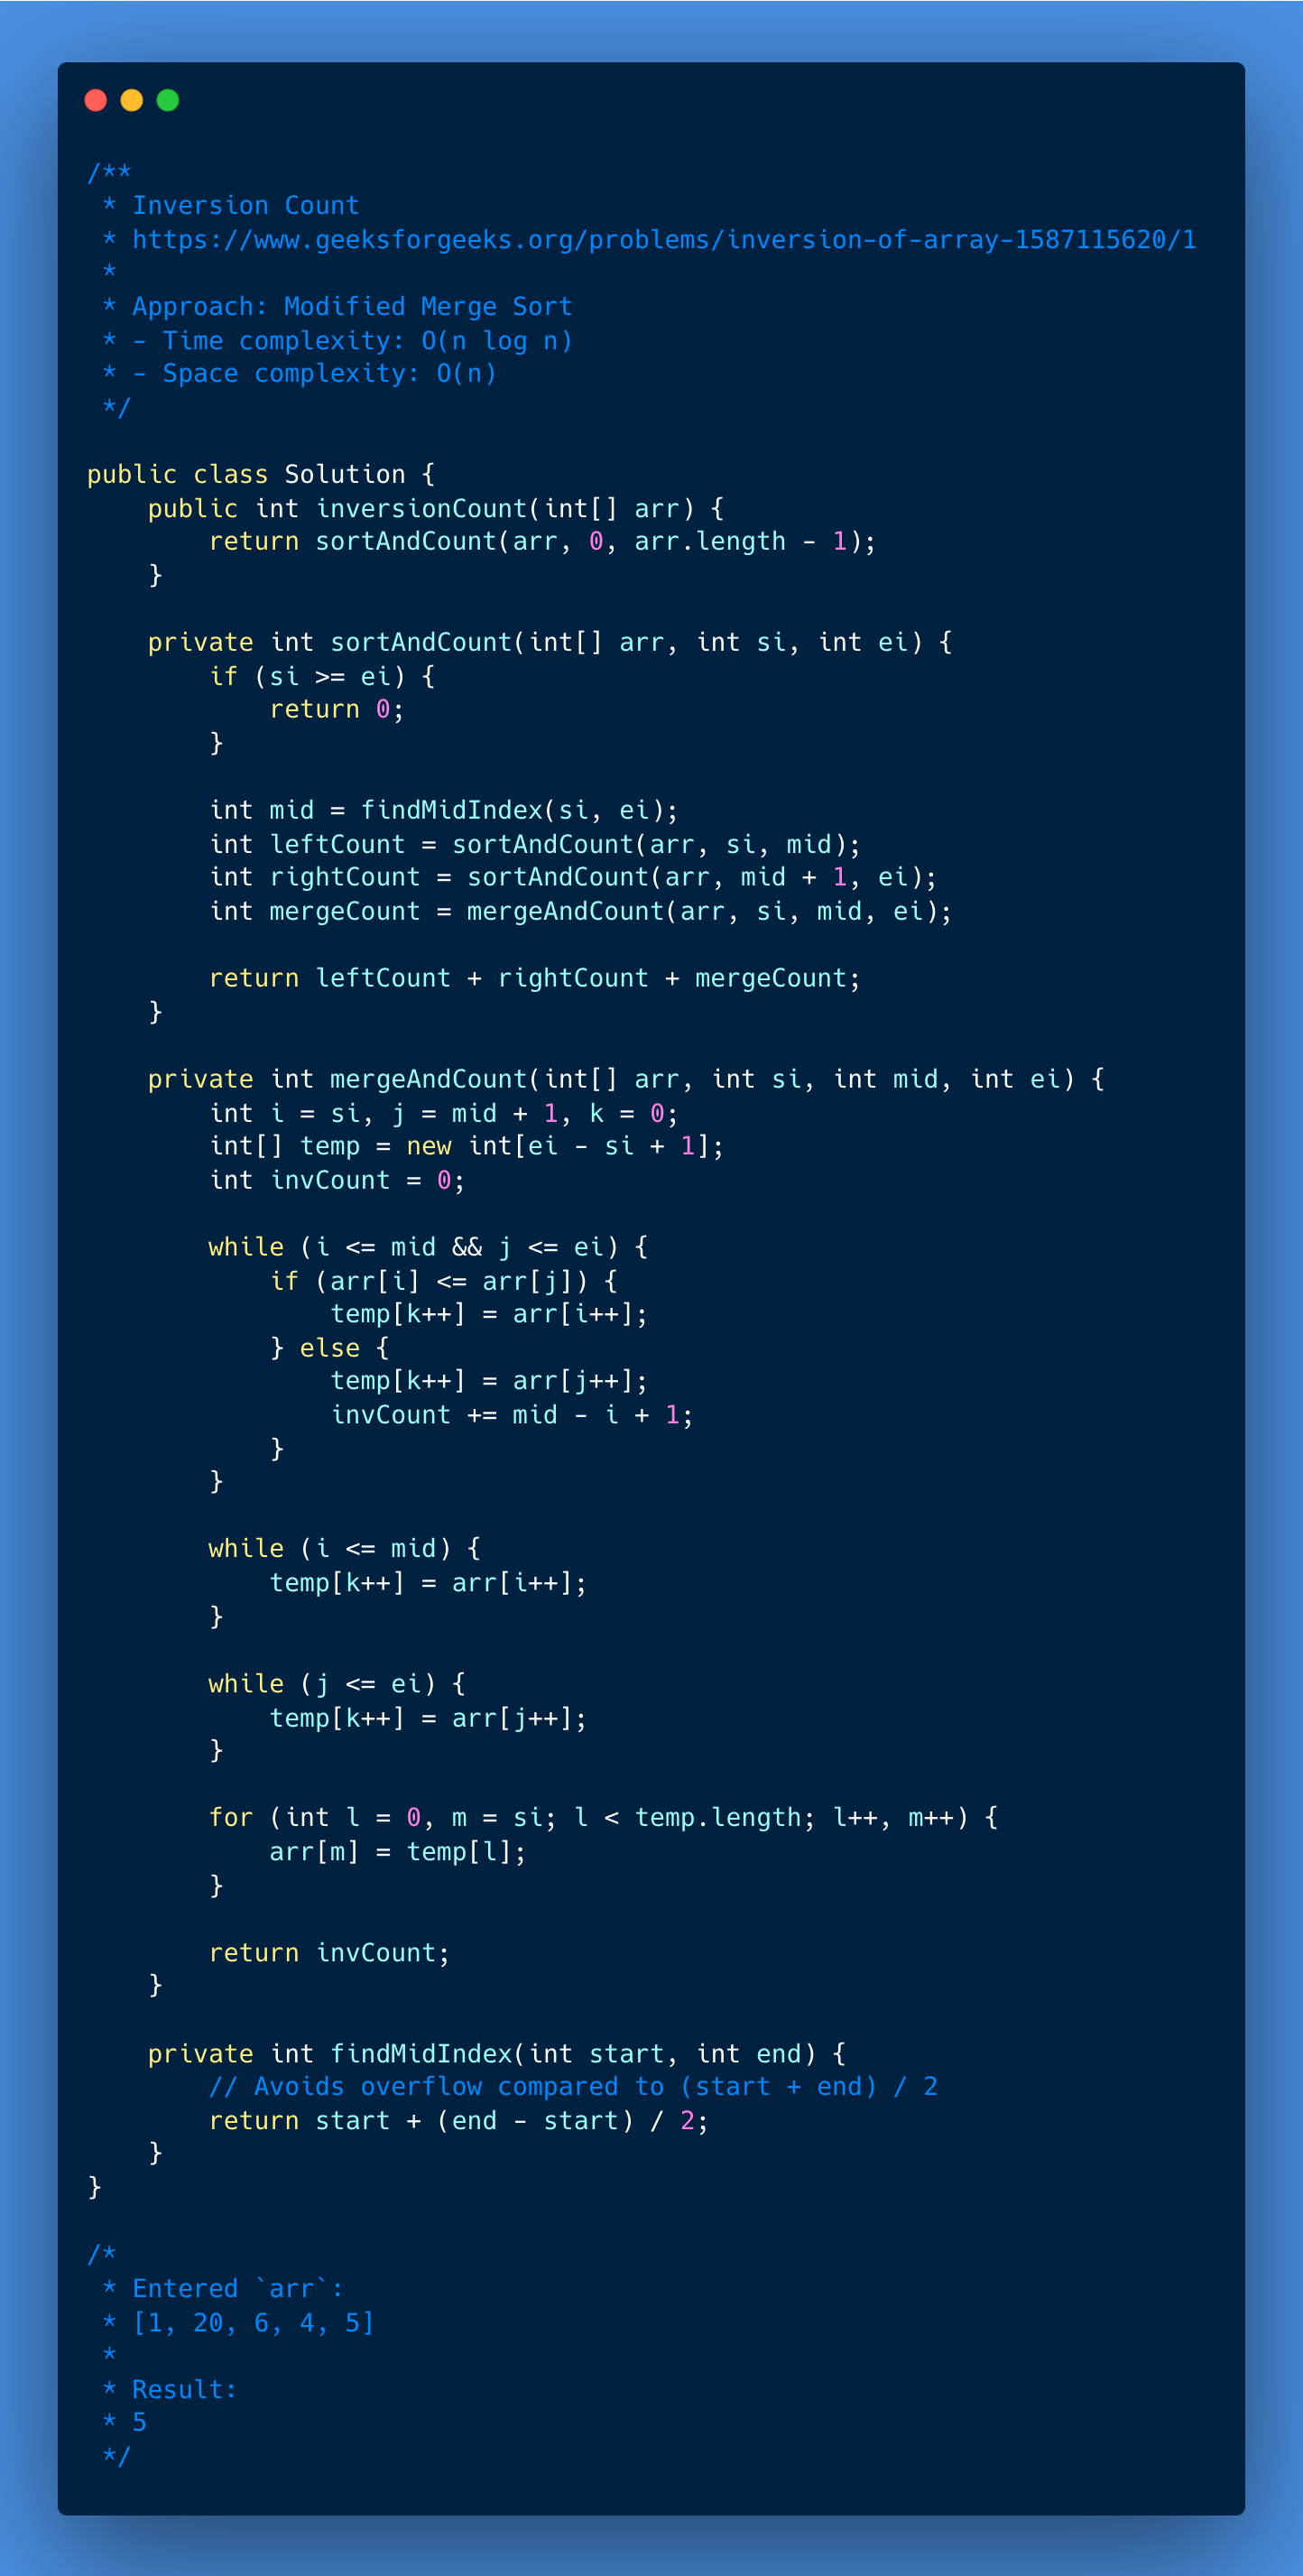 /**
 * Inversion Count
 * https://www.geeksforgeeks.org/problems/inversion-of-array-1587115620/1
 *
 * Approach: Modified Merge Sort
 * - Time complexity: O(n log n)
 * - Space complexity: O(n)
 */

public class Solution {
    public int inversionCount(int[] arr) {
        return sortAndCount(arr, 0, arr.length - 1);
    }

    private int sortAndCount(int[] arr, int si, int ei) {
        if (si >= ei) {
            return 0;
        }

        int mid = findMidIndex(si, ei);
        int leftCount = sortAndCount(arr, si, mid);
        int rightCount = sortAndCount(arr, mid + 1, ei);
        int mergeCount = mergeAndCount(arr, si, mid, ei);

        return leftCount + rightCount + mergeCount;
    }

    private int mergeAndCount(int[] arr, int si, int mid, int ei) {
        int i = si, j = mid + 1, k = 0;
        int[] temp = new int[ei - si + 1];
        int invCount = 0;

        while (i <= mid && j <= ei) {
            if (arr[i] <= arr[j]) {
                temp[k++] = arr[i++];
            } else {
                temp[k++] = arr[j++];
                invCount += mid - i + 1;
            }
        }

        while (i <= mid) {
            temp[k++] = arr[i++];
        }

        while (j <= ei) {
            temp[k++] = arr[j++];
        }

        for (int l = 0, m = si; l < temp.length; l++, m++) {
            arr[m] = temp[l];
        }

        return invCount;
    }

    private int findMidIndex(int start, int end) {
        // Avoids overflow compared to (start + end) / 2
        return start + (end - start) / 2;
    }
}

/*
 * Entered `arr`:
 * [1, 20, 6, 4, 5]
 *
 * Result:
 * 5
 */